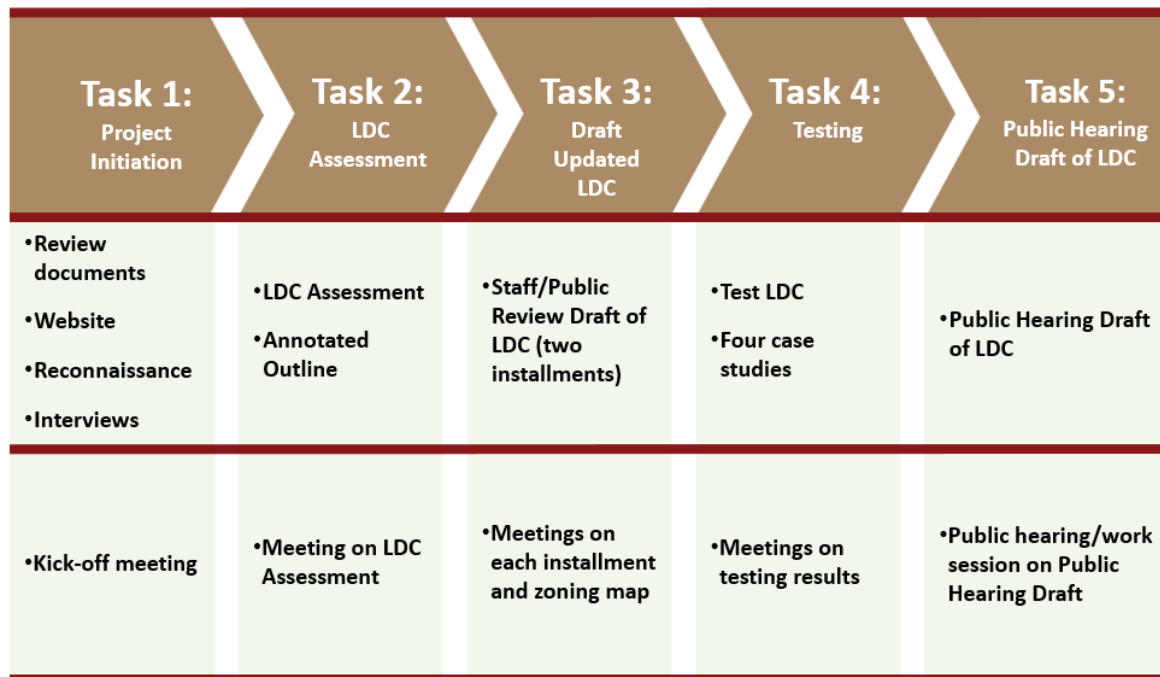 Task 1:
Project
Initiation
Task 2:
LDC
Assessment
Task 3:
Draft
Updated
LDC
Task 4:
Testing
Task 5:
Public Hearing
Draft of LDC
•Review
documents
•Website
•Reconnaissance
•Interviews
•LDC Assessment
•Annotated
Outline
•Staff/Public
Review Draft of
LDC (two
installments)
•Test LDC
•Four case
studies
•Public Hearing Draft
of LDC
•Kick-off meeting
•Meeting on LDC
Assessment
•Meetings on
each installment
and zoning map
•Meetings on
testing results
•Public hearing/work
session on Public
Hearing Draft